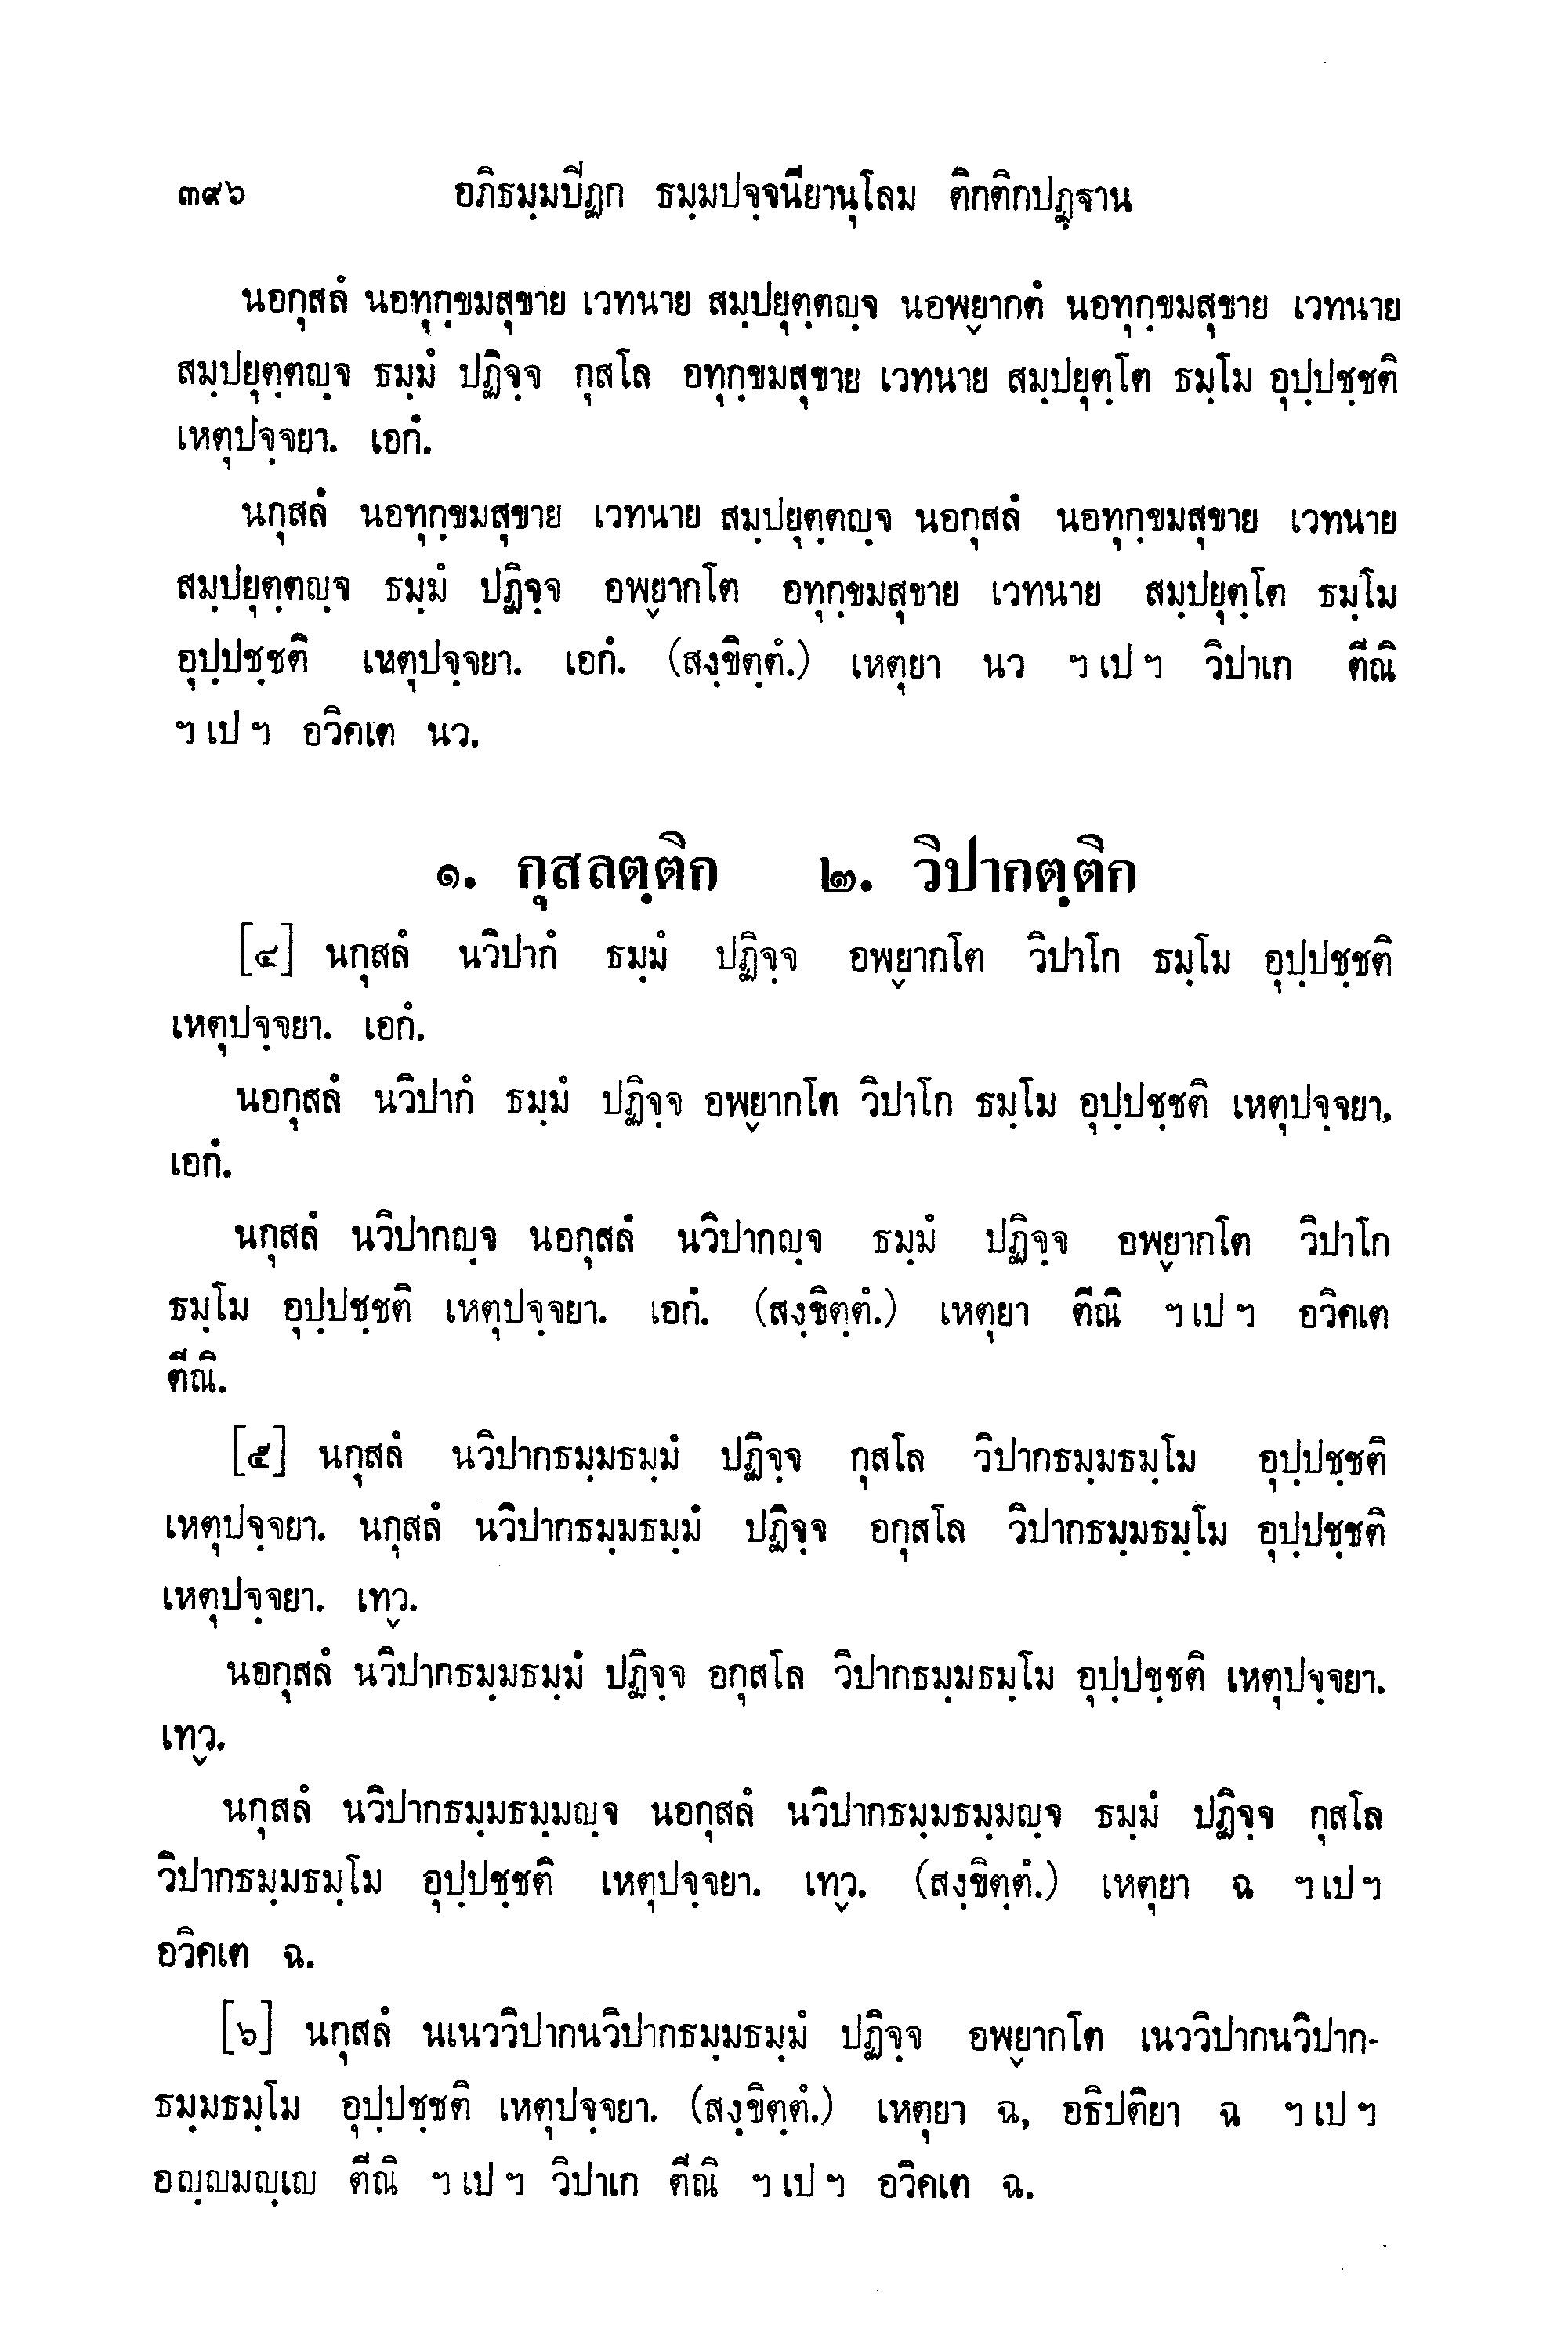 ๓๙๖ อภิธมฺมปีฏก ธมฺมปจฺจนียานุโลม ติกติกปฏฺฐาน
นอกุสลํ นอทุกฺขมสุขาย เวทนาย สมฺปยุตฺตญฺจ นอพฺยากตํ นอทุกฺขมสุขาย เวทนาย
สมฺปยุตฺตญฺจ ธมฺมํ ปฏิจฺจ กุสโล อทุกฺขมสุขาย เวทนาย สมฺปยุตฺโต ธมฺโม อุปฺปชฺชติ
เหตุปจฺจยา. เอกํ.
นกุสลํ นอทุกฺขมสุขาย เวทนาย สมฺปยุตฺตญฺจ นอกุสลํ นอทุกฺขมสุขาย เวทนาย
สมฺปยุตฺตญฺจ ธมฺมํ ปฏิจฺจ อพฺยากโต อทุกฺขมสุขาย เวทนาย สมฺปยุตฺโต ธมฺโม
อุปฺปชฺชติ เหตุปจฺจยา. เอกํ. (สงฺขิตฺตํ.) เหตุยา นว ฯ เป ฯ วิปาเก ตีณิ
ฯ เป ฯ อวิคเต นว.
๑. กุสลตฺติก ๒. วิปากตฺติก
[๔] นกุสลํ นวิปากํ ธมฺมํ ปฏิจฺจ อพฺยากโต วิปาโก ธมฺโม อุปฺปชฺชติ
เหตุปจฺจยา. เอกํ.
นอกุสลํ นวิปากํ ธมฺมํ ปฏิจฺจ อพฺยากโต วิปาโก ธมฺโม อุปฺปชฺชติ เหตุปจฺจยา.
เอกํ.
นกุสลํ นวิปากญฺจ นอกุสลํ นวิปากญฺจ ธมฺมํ ปฏิจฺจ อพฺยากโต วิปาโก
ธมฺโม อุปฺปชฺชติ เหตุปจฺจยา. เอกํ. (สงฺขิตฺตํ.) เหตุยา ตีณิ ฯ เป ฯ อวิคเต
ตีณิ.
[๕] นกุสลํ นวิปากธมฺมธมฺมํ ปฏิจฺจ กุสโล วิปากธมฺมธมฺโม อุปฺปชฺชติ
เหตุปจฺจยา. นกุสลํ นวิปากธมฺมธมฺมํ ปฏิจฺจ อกุสโล วิปากธมฺมธมฺโม อุปฺปชฺชติ
เหตุปจฺจยา. เทฺว.
นอกุสลํ นวิปากธมฺมธมฺมํ ปฏิจฺจ อกุสโล วิปากธมฺมธมฺโม อุปฺปชฺชติ เหตุปจฺจยา.
เทฺว.
นกุสลํ นวิปากธมฺมธมฺมญฺจ นอกุสลํ นวิปากธมฺมธมฺมญฺจ ธมฺมํ ปฏิจฺจ กุสโล
วิปากธมฺมธมฺโม อุปฺปชฺชติ เหตุปจฺจยา. เทฺว. (สงฺขิตฺตํ.) เหตุยา ฉ ฯ เป ฯ
อวิคเต ฉ.
[๖] นกุสลํ นเนววิปากนวิปากธมฺมธมฺมํ ปฏิจฺจ อพฺยากโต เนววิปากนวิปาก-
ธมฺมธมฺโม อุปฺปชฺชติ เหตุปจฺจยา. (สงฺขิตฺตํ.) เหตุยา ฉ, อธิปติยา ฉ ฯ เป ฯ
อญฺญมญฺเญ ตีณิ ฯ เป ฯ วิปาเก ตีณิ ฯ เป ฯ อวิคเต ฉ.